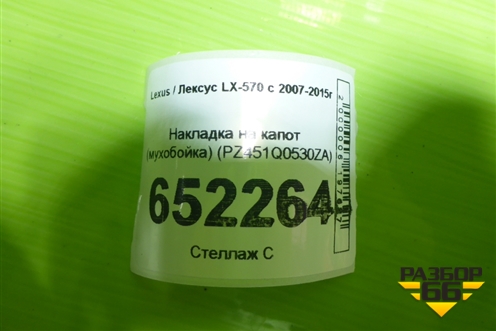 Lexus / Лексус LX-570 с 2007-2015г
Накладка на капот
(мухобойка) (PZ451Q0530ZA)
652264
Стеллаж С
РАЗБОР
66